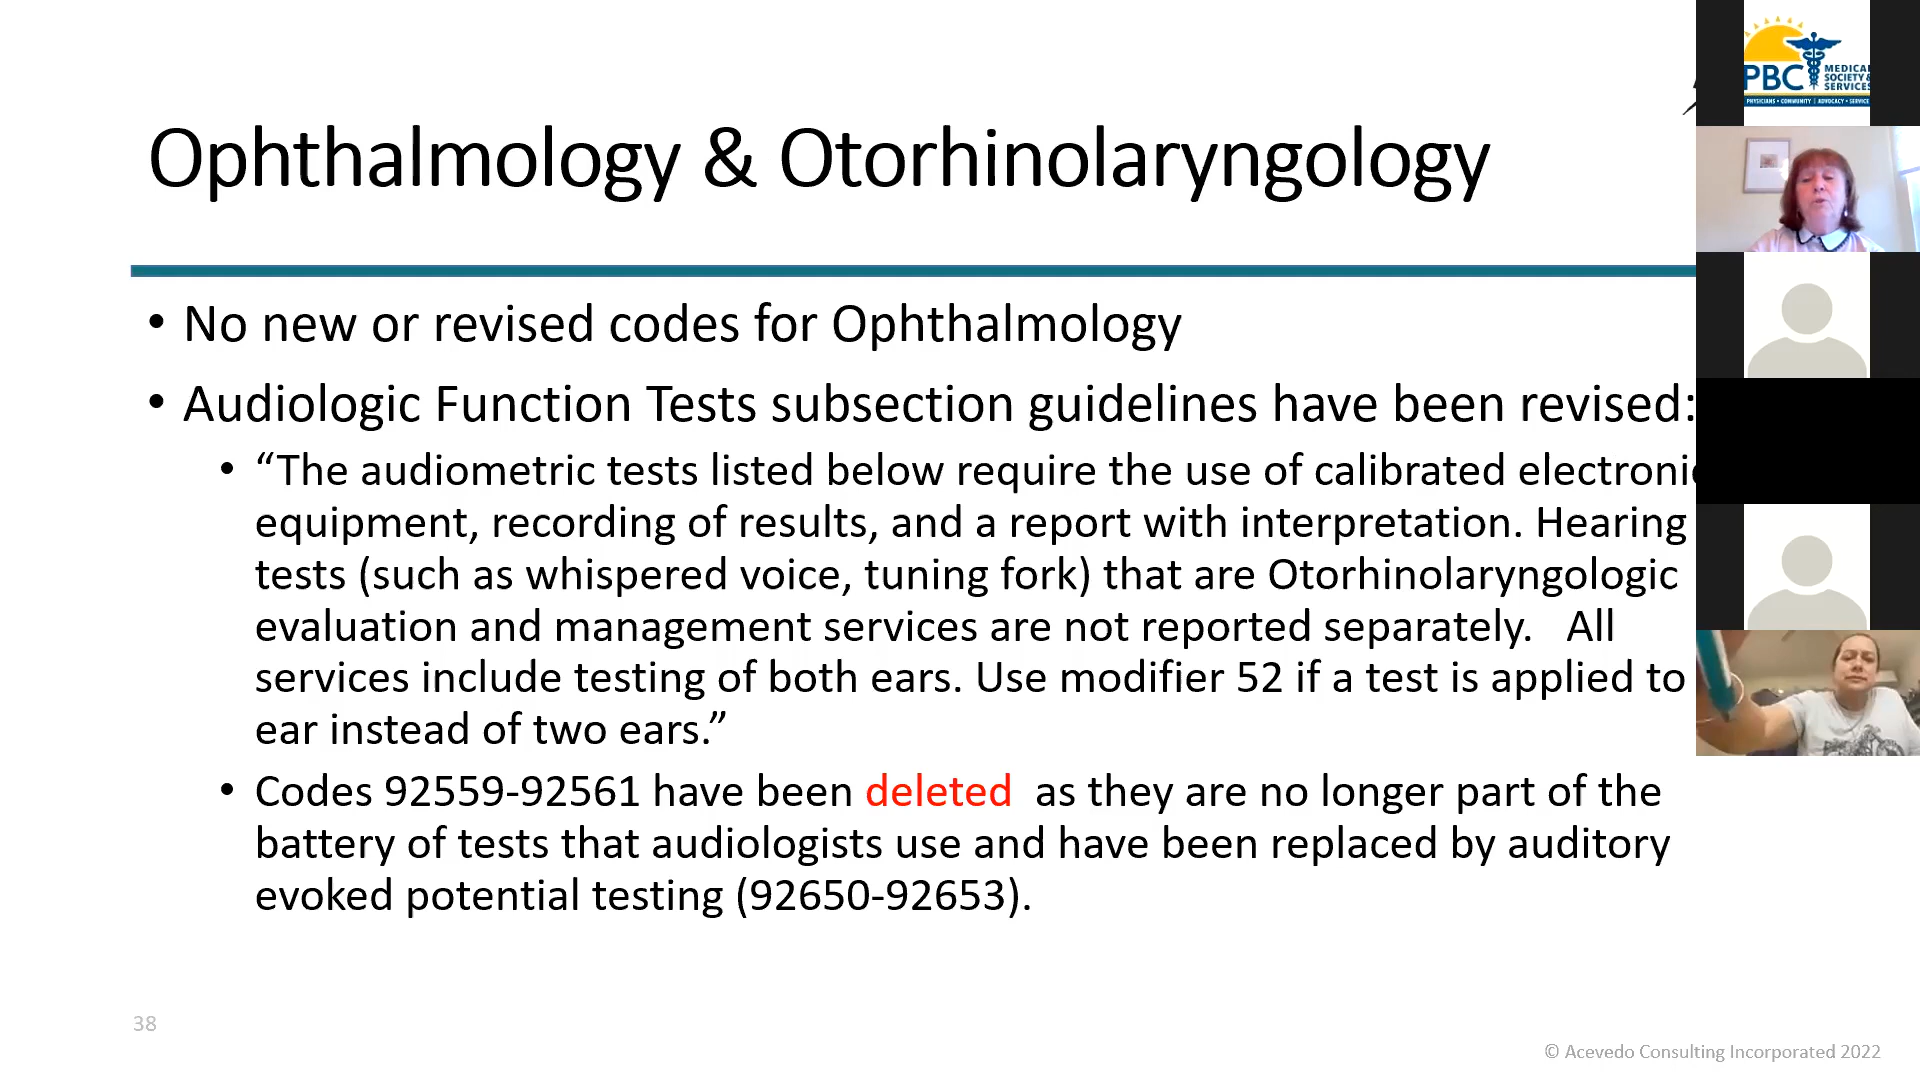 Ophthalmology & Otorhinolaryngology
• No new or revised codes for Ophthalmology
• Audiologic Function Tests subsection guidelines have been revised:
• “The audiometric tests listed below require the use of calibrated electronic
equipment, recording of results, and a report with interpretation. Hearing
tests (such as whispered voice, tuning fork) that are Otorhinolaryngologic
evaluation and management services are not reported separately. All
services include testing of both ears. Use modifier 52 if a test is applied to
ear instead of two ears.”
• Codes 92559-92561 have been deleted as they are no longer part of the
battery of tests that audiologists use and have been replaced by auditory
evoked potential testing (92650-92653).
38
© Acevedo Consulting Incorporated 2022
PBC
MEDICAL
SOCIETY &
SERVICES
PHYSICIANS • COMMUNITY | ADVOCACY • SERVICE